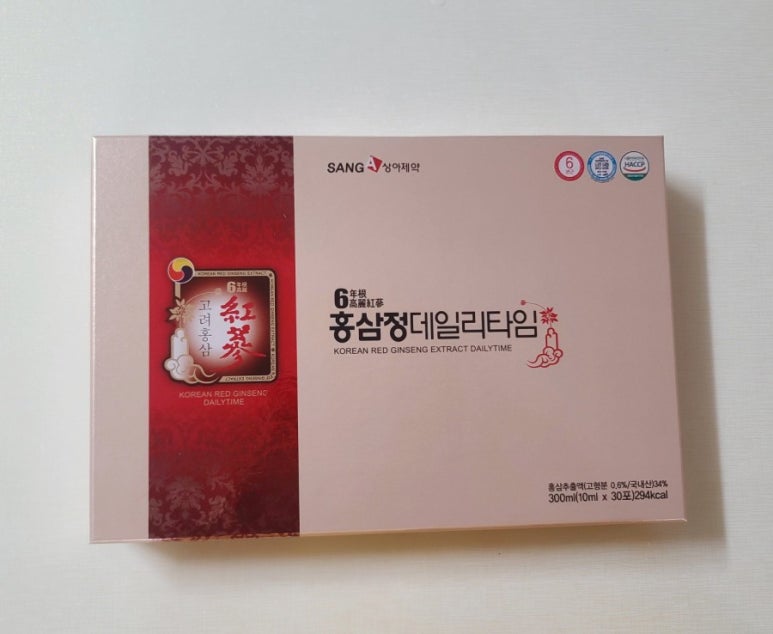 SANG A 상아제약
6
HACCP
KOREAN RED GINSENG EXTRACT
6年根
高麗
紅蔘
고려홍삼
KOREAN RED GINSENG
DAILYTIME
6年根
高麗紅蔘
홍삼정데일리타임
KOREAN RED GINSENG EXTRACT DAILYTIME
홍삼추출액(고형분 0.6%/국내산)34%
300ml(10ml x 30포)294kcal